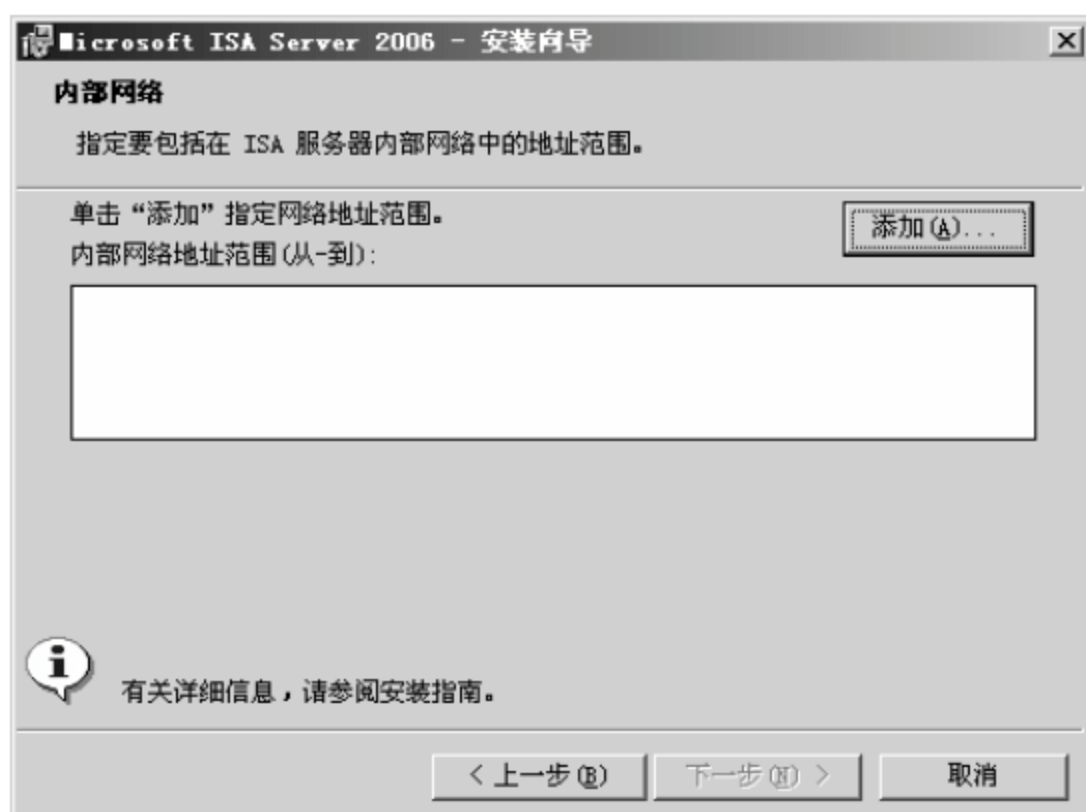 Microsoft ISA Server 2006 - 安装向导
内部网络
指定要包括在 ISA 服务器内部网络中的地址范围。
单击“添加”指定网络地址范围。
添加(A)...
内部网络地址范围(从-到):
有关详细信息,请参阅安装指南。
< 上一步(B)
下一步(N) >
取消